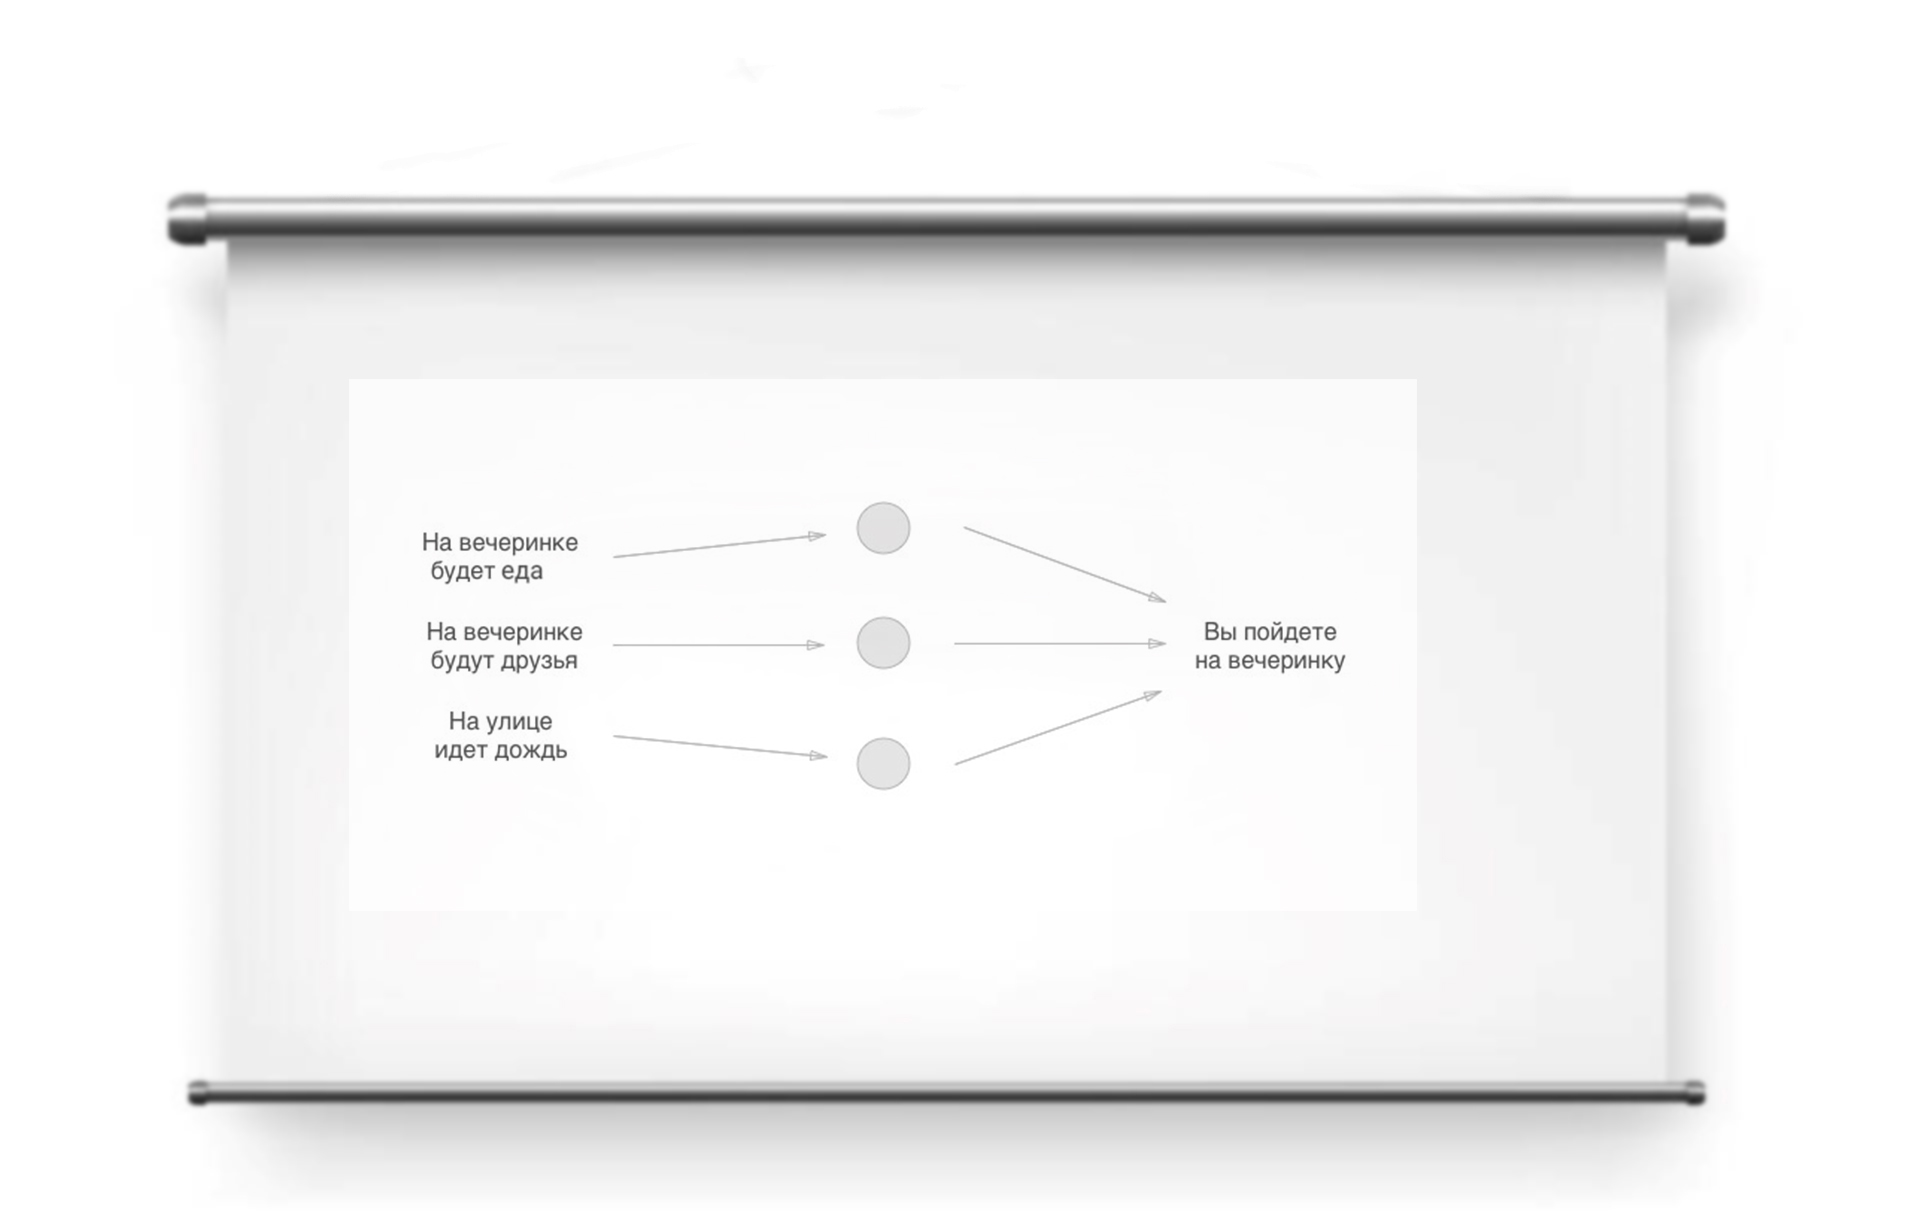 На вечеринке
будет еда
На вечеринке
будут друзья
На улице
идет дождь
Вы пойдете
на вечеринку